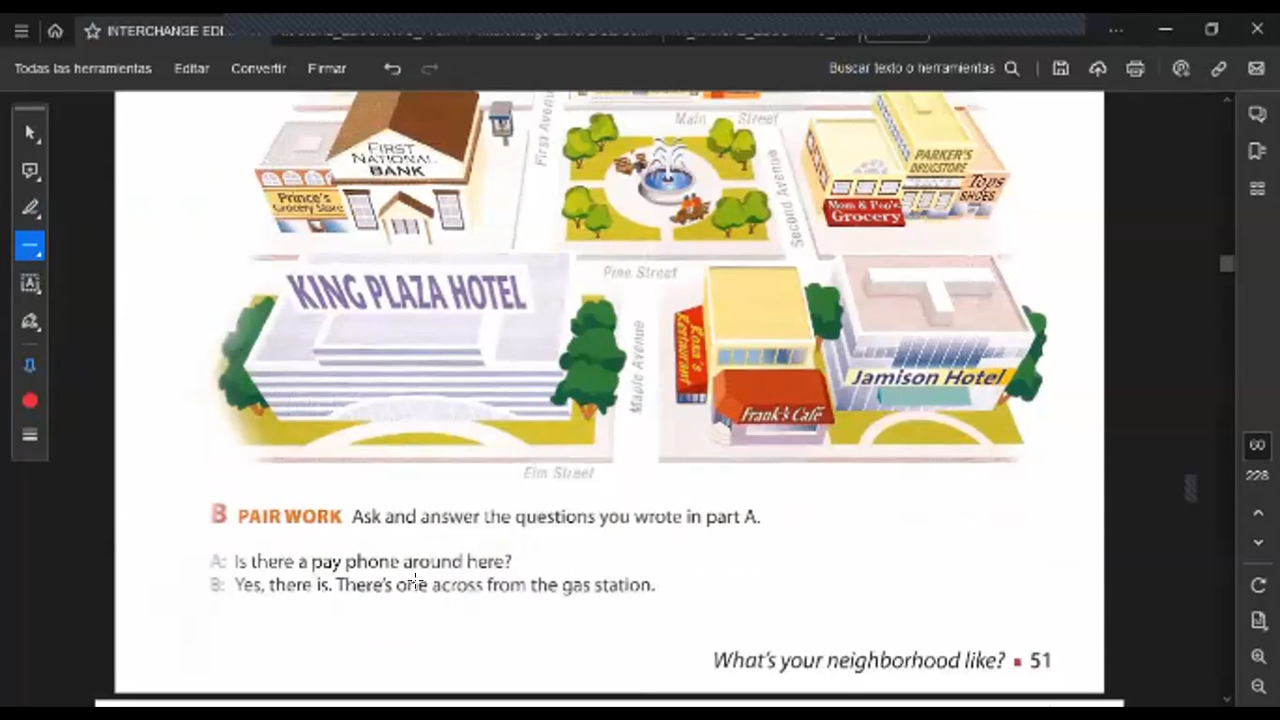 INTERCHANGE EDI
Todas las herramientas Editar Convertir Firmar
Buscar texto o herramientas
Main Street
First Avenue
FIRST
NATIONAL
BANK
Prince's
Grocery Store
Second Avenue
PARKER'S
DRUGSTORE
Tops
SHOES
Mom & Pop's
Grocery
Pine Street
KING PLAZA HOTEL
Maple Avenue
Rosa's
Restaurant
Frank's Café
Jamison Hotel
Elm Street
B PAIR WORK Ask and answer the questions you wrote in part A.
A: Is there a pay phone around here?
B: Yes, there is. There's one across from the gas station.
What's your neighborhood like? ■ 51
60
228